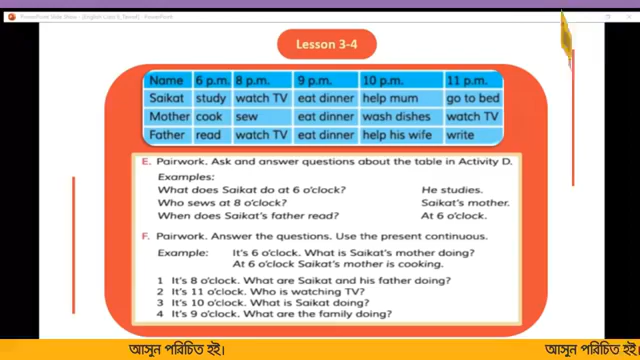 PowerPoint Slide Show - [English Class 5_Tensed] - PowerPoint
Lesson 3-4
Name 6 p.m. 8 p.m. 9 p.m. 10 p.m. 11 p.m.
Saikat study watch TV eat dinner help mum go to bed
Mother cook sew eat dinner wash dishes watch TV
Father read watch TV eat dinner help his wife write
E. Pairwork. Ask and answer questions about the table in Activity D.
Examples:
What does Saikat do at 6 o'clock? He studies.
Who sews at 8 o'clock? Saikat's mother.
When does Saikat's father read? At 6 o'clock.
F. Pairwork. Answer the questions. Use the present continuous.
Example: It's 6 o'clock. What is Saikat's mother doing?
At 6 o'clock Saikat's mother is cooking.
1 It's 8 o'clock. What are Saikat and his father doing?
2 It's 11 o'clock. Who is watching TV?
3 It's 10 o'clock. What is Saikat doing?
4 It's 9 o'clock. What are the family doing?
আসুন পরিচিত হই। আসুন পরিচিত হই।